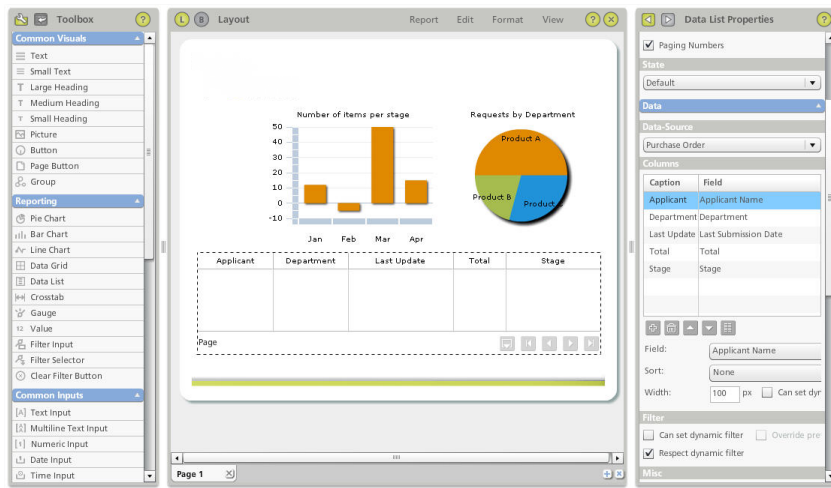 Toolbox
?
Common Visuals
Text
Small Text
T Large Heading
T Medium Heading
T Small Heading
Picture
Button
Page Button
Group
Reporting
Pie Chart
Bar Chart
Line Chart
Data Grid
Data List
Crosstab
Gauge
12 Value
Filter Input
Filter Selector
Clear Filter Button
Common Inputs
[A] Text Input
Multiline Text Input
[1] Numeric Input
Date Input
Time Input
L B Layout Report Edit Format View ? ×
Number of items per stage
50
40
30
20
10
0
-10
Jan Feb Mar Apr
Requests by Department
Product A
Product B
Product
Applicant Department Last Update Total Stage
Page
Page 1
Data List Properties ?
Paging Numbers
State
Default
Data
Data-Source
Purchase Order
Columns
Caption Field
Applicant Applicant Name
Department Department
Last Update Last Submission Date
Total Total
Stage Stage
Field: Applicant Name
Sort: None
Width: 100 px Can set dyr
Filter
Can set dynamic filter Override pre
Respect dynamic filter
Misc